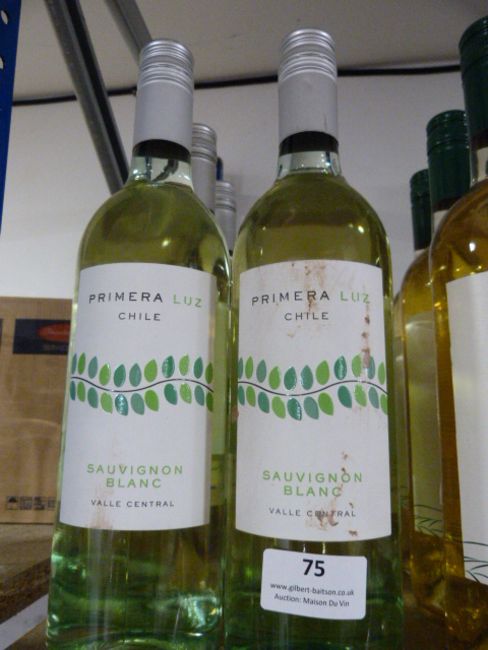 PRIMERA LUZ
CHILE
SAUVIGNON
BLANC
VALLE CENTRAL
PRIMERA LUZ
CHILE
SAUVIGNON
BLANC
VALLE CENTRAL
75
www.gilbert-baitson.co.uk
Auction: Maison Du Vin